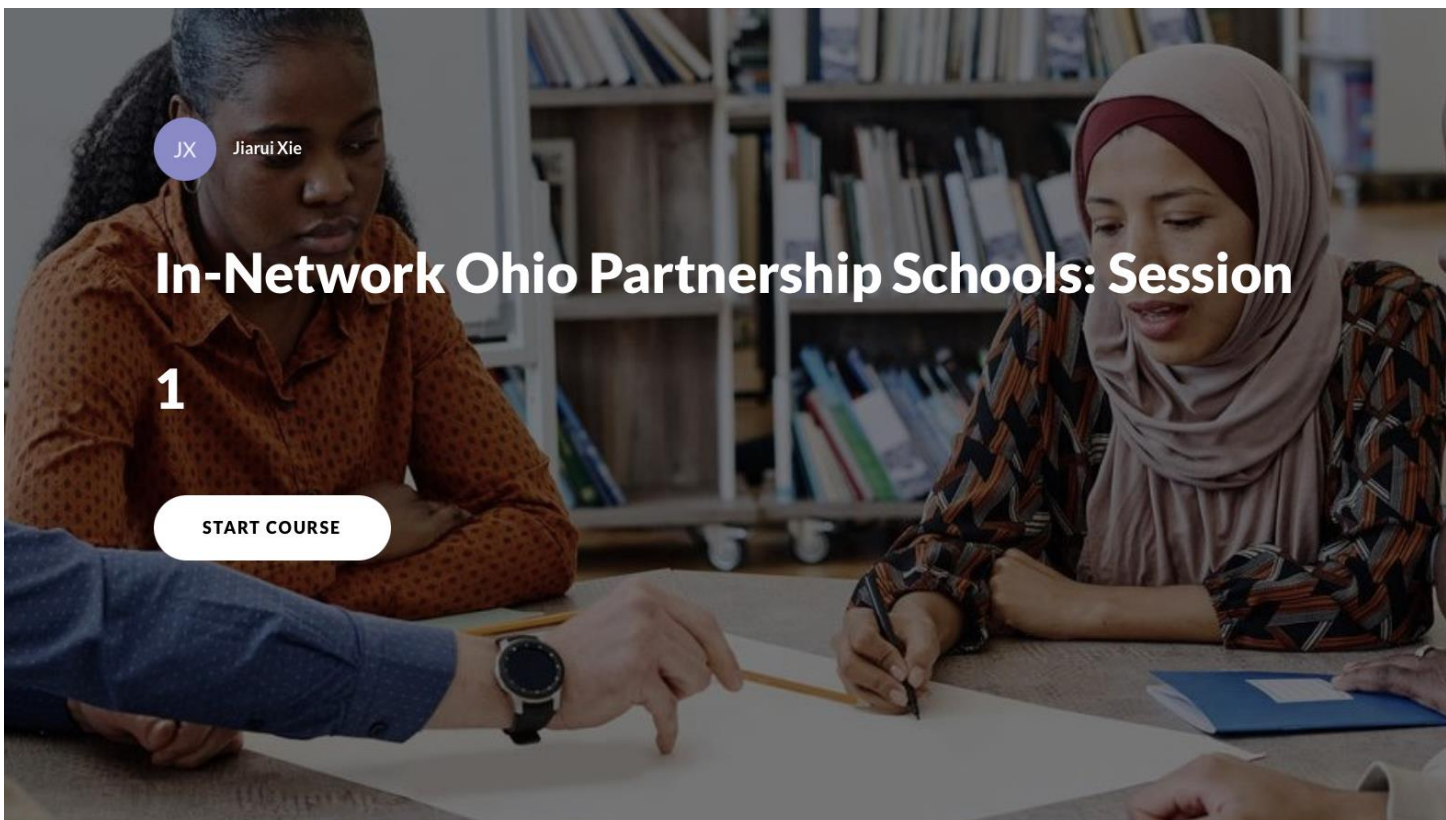 JX
Jiarui Xie
In-Network Ohio Partnership Schools: Session
1
START COURSE